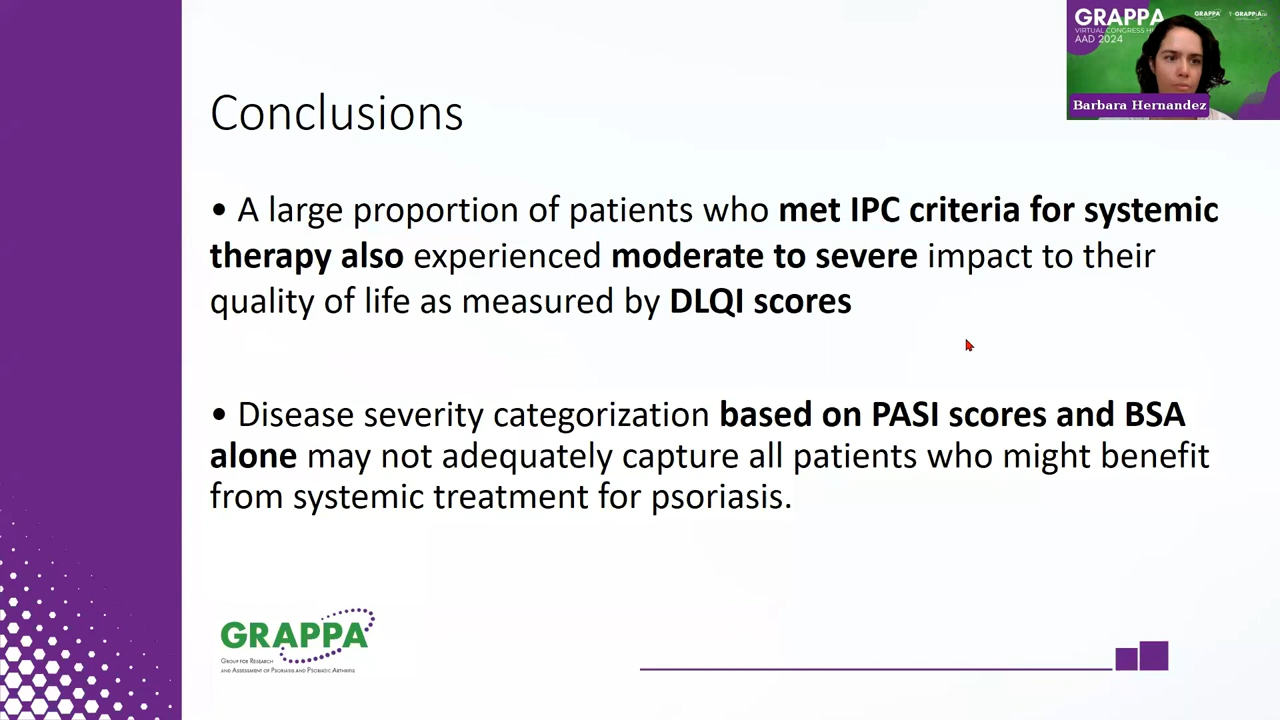 GRAPPA
VIRTUAL CONGRESS
AAD 2024
GRAPPA
Barbara Hernandez
Conclusions
• A large proportion of patients who met IPC criteria for systemic
therapy also experienced moderate to severe impact to their
quality of life as measured by DLQI scores
• Disease severity categorization based on PASI scores and BSA
alone may not adequately capture all patients who might benefit
from systemic treatment for psoriasis.
GRAPPA
GROUP FOR RESEARCH
AND ASSESSMENT OF PSORIASIS AND PSORIATIC ARTHRITIS